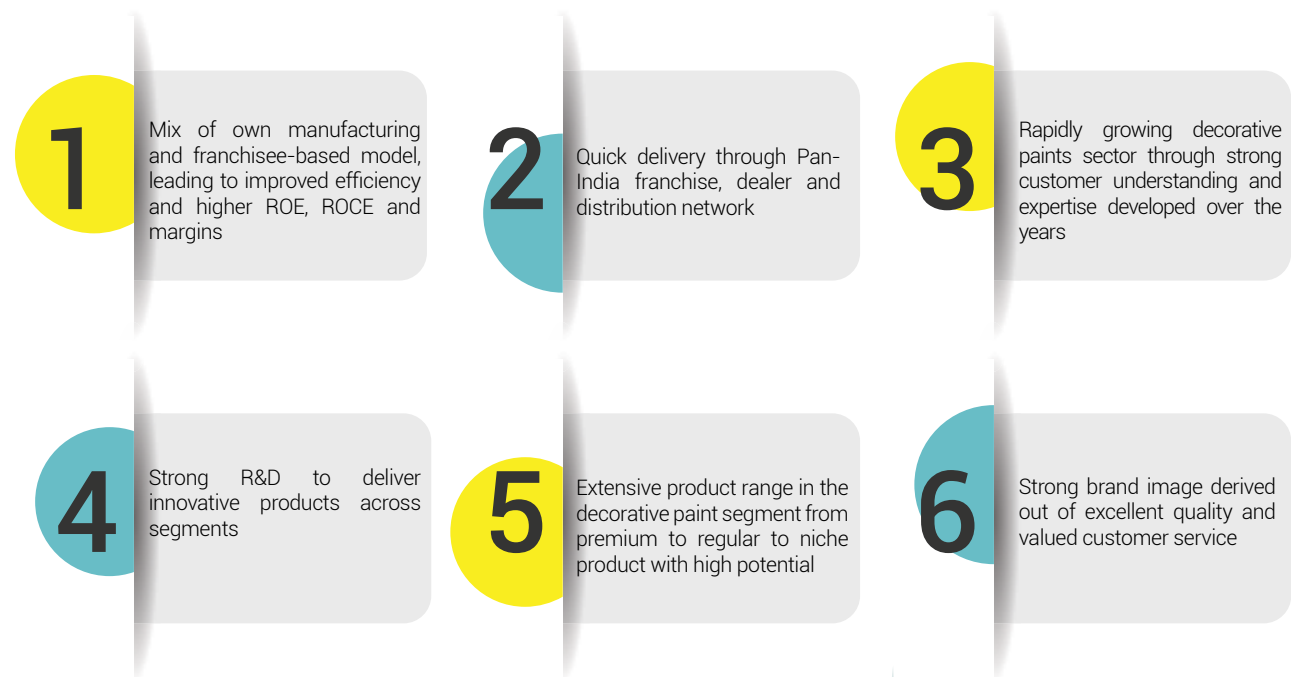 1
Mix of own manufacturing
and franchisee-based model,
leading to improved efficiency
and higher ROE, ROCE and
margins
2
Quick delivery through Pan-
India franchise, dealer and
distribution network
3
Rapidly growing decorative
paints sector through strong
customer understanding and
expertise developed over the
years
4
Strong R&D to deliver
innovative products across
segments
5
Extensive product range in the
decorative paint segment from
premium to regular to niche
product with high potential
6
Strong brand image derived
out of excellent quality and
valued customer service